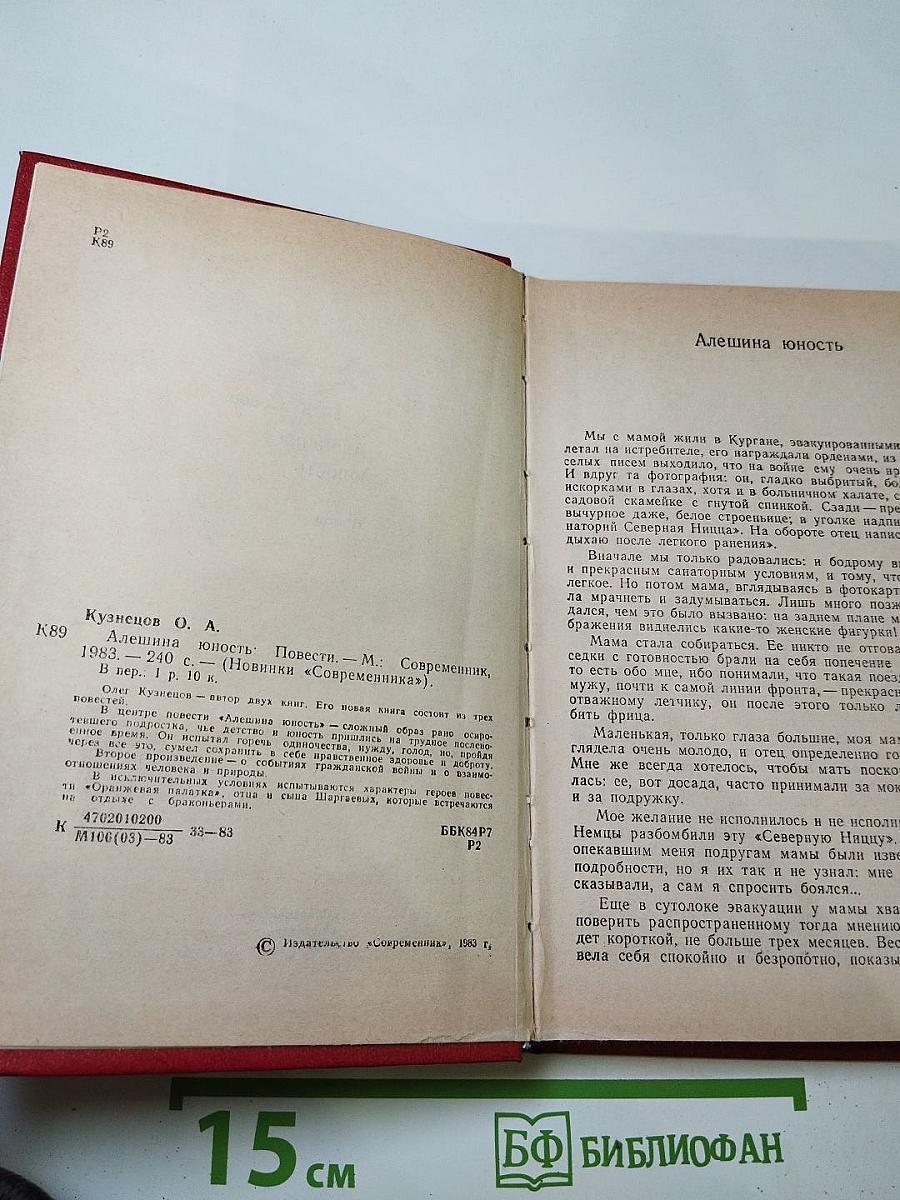 Р2
К89
Кузнецов О. А.
К89
Алешина юность: Повести. — М.: Современник,
1983. — 240 с. — (Новинки «Современника»).
В пер.: 1 р. 10 к.
Олег Кузнецов — автор двух книг. Его новая книга состоит из трех
повестей.
В центре повести «Алешина юность» — сложный образ рано осиро-
тевшего подростка, чье детство и юность пришлись на трудное послево-
енное время. Он испытал горечь одиночества, нужду, голод, но, пройдя
через все это, сумел сохранить в себе нравственное здоровье и доброту.
Второе произведение — о событиях гражданской войны и о взаимо-
отношениях человека и природы.
В исключительных условиях испытываются характеры героев повес-
ти «Оранжевая палатка», отца и сына Шаргаевых, которые встречаются
на отдыхе с браконьерами.
К 4702010200 33—83
М106(03)—83
ББК84Р7
Р2
© Издательство «Современник», 1983 г.
Алешина юность
Мы с мамой жили в Кургане, эвакуированными
летал на истребителе, его награждали орденами, из
селых писем выходило, что на войне ему очень нр
И вдруг та фотография: он, гладко выбритый, бо
искорками в глазах, хотя и в больничном халате, с
садовой скамейке с гнутой спинкой. Сзади — пре
вычурное даже, белое строеньице; в уголке надпи
наторий Северная Ницца». На обороте отец напис
дыхаю после легкого ранения».
Вначале мы только радовались: и бодрому ви
и прекрасным санаторным условиям, и тому, что
легкое. Но потом мама, вглядываясь в фотокарт
ла мрачнеть и задумываться. Лишь много позж
дался, чем это было вызвано: на заднем плане м
бражения виднелись какие-то женские фигурки!
Мама стала собираться. Ее никто не отгова
седки с готовностью брали на себя попечение
то есть обо мне, ибо понимали, что такая поезд
мужу, почти к самой линии фронта, — прекрасн
отважному летчику, он после этого только л
бить фрица.
Маленькая, только глаза большие, моя мам
глядела очень молодо, и отец определенно го
Мне же всегда хотелось, чтобы мать поско
лась: ее, вот досада, часто принимали за мою
и за подружку.
Мое желание не исполнилось и не исполни
Немцы разбомбили эту «Северную Ниццу».
опекавшим меня подругам мамы были изве
подробности, но я их так и не узнал: мне
сказывали, а сам я спросить боялся...
Еще в сутолоке эвакуации у мамы хва
поверить распространенному тогда мнению
дет короткой, не больше трех месяцев. Вес
вела себя спокойно и безропотно, показы
15 см
БФ БИБЛИОФАН